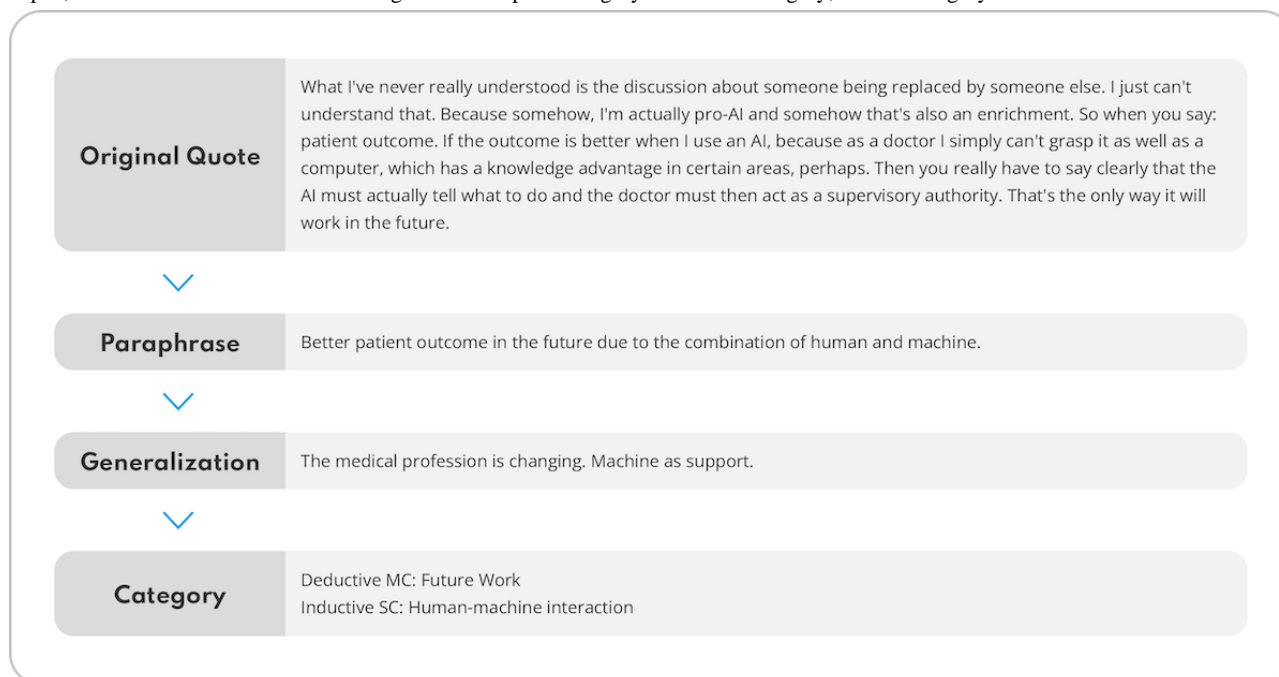 What I've never really understood is the discussion about someone being replaced by someone else. I just can't
understand that. Because somehow, I'm actually pro-AI and somehow that's also an enrichment. So when you say:
Original Quote
patient outcome. If the outcome is better when I use an AI, because as a doctor I simply can't grasp it as well as a
computer, which has a knowledge advantage in certain areas, perhaps. Then you really have to say clearly that the
AI must actually tell what to do and the doctor must then act as a supervisory authority. That's the only way it will
work in the future.
Paraphrase
Better patient outcome in the future due to the combination of human and machine.
Generalization
The medical profession is changing. Machine as support.
Category
Deductive MC: Future Work
Inductive SC: Human-machine interaction